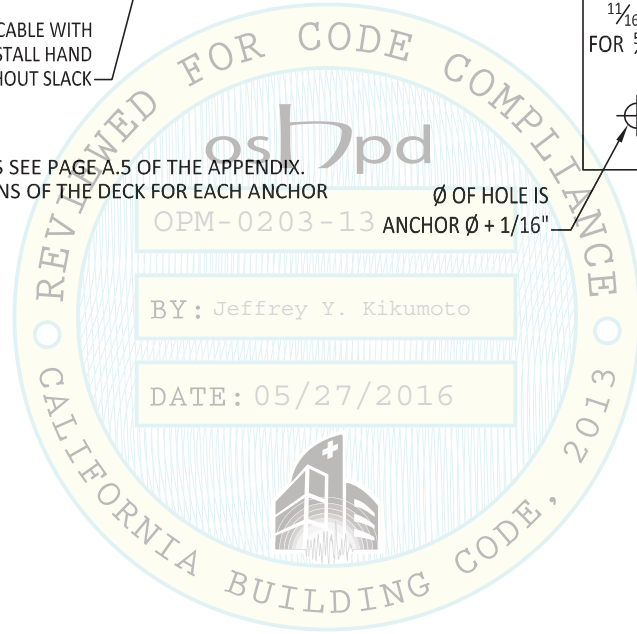 CABLE WITH
STALL HAND
HOUT SLACK
11/16
FOR 5
S SEE PAGE A.5 OF THE APPENDIX.
NS OF THE DECK FOR EACH ANCHOR
Ø OF HOLE IS
ANCHOR Ø + 1/16"
REVIEWED FOR CODE COMPLIANCE
oshpd
OPM-0203-13
BY: Jeffrey Y. Kikumoto
DATE: 05/27/2016
CALIFORNIA BUILDING CODE, 2013